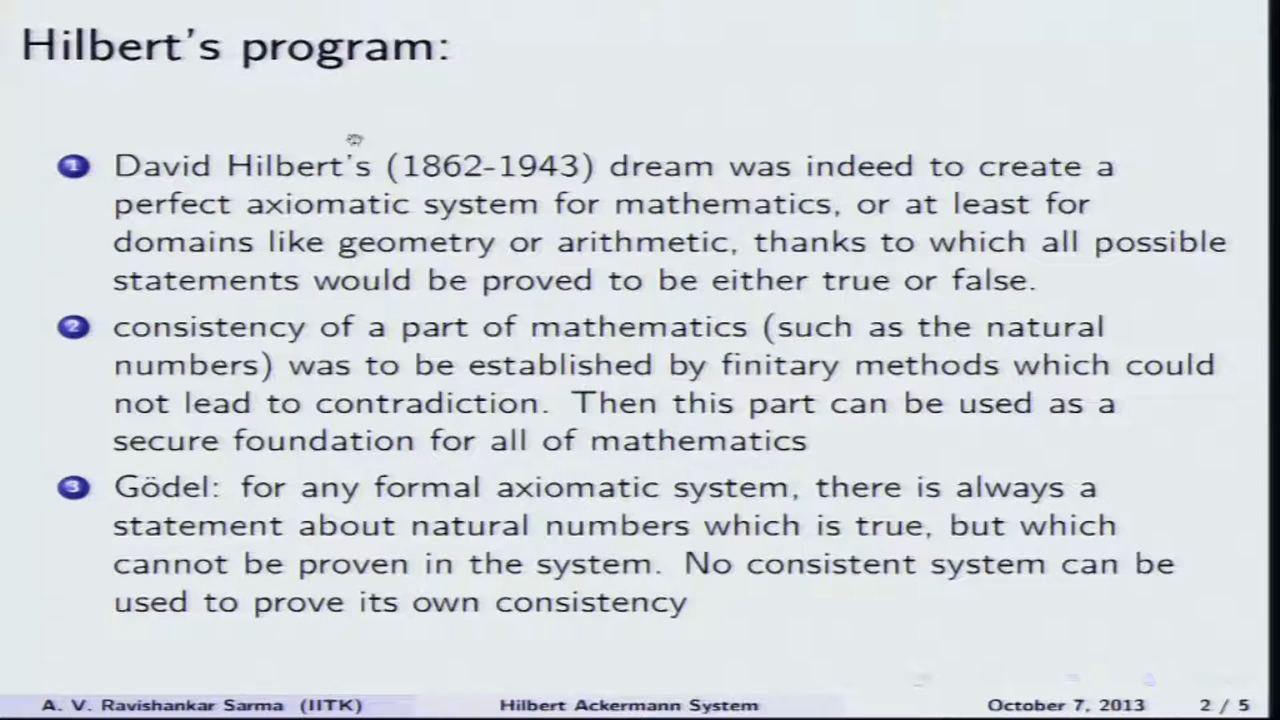 Hilbert's program:
1 David Hilbert's (1862-1943) dream was indeed to create a
perfect axiomatic system for mathematics, or at least for
domains like geometry or arithmetic, thanks to which all possible
statements would be proved to be either true or false.
2 consistency of a part of mathematics (such as the natural
numbers) was to be established by finitary methods which could
not lead to contradiction. Then this part can be used as a
secure foundation for all of mathematics
3 Gödel: for any formal axiomatic system, there is always a
statement about natural numbers which is true, but which
cannot be proven in the system. No consistent system can be
used to prove its own consistency
A. V. Ravishankar Sarma (IITK) Hilbert Ackermann System October 7, 2013 2 / 5